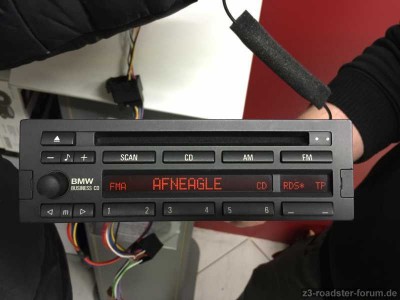 − ♪ +
SCAN CD AM FM
BMW
BUSINESS CD
FMA AFNEAGLE CD RDS* TP
m 1 2 3 4 5 6
z3-roadster-forum.de